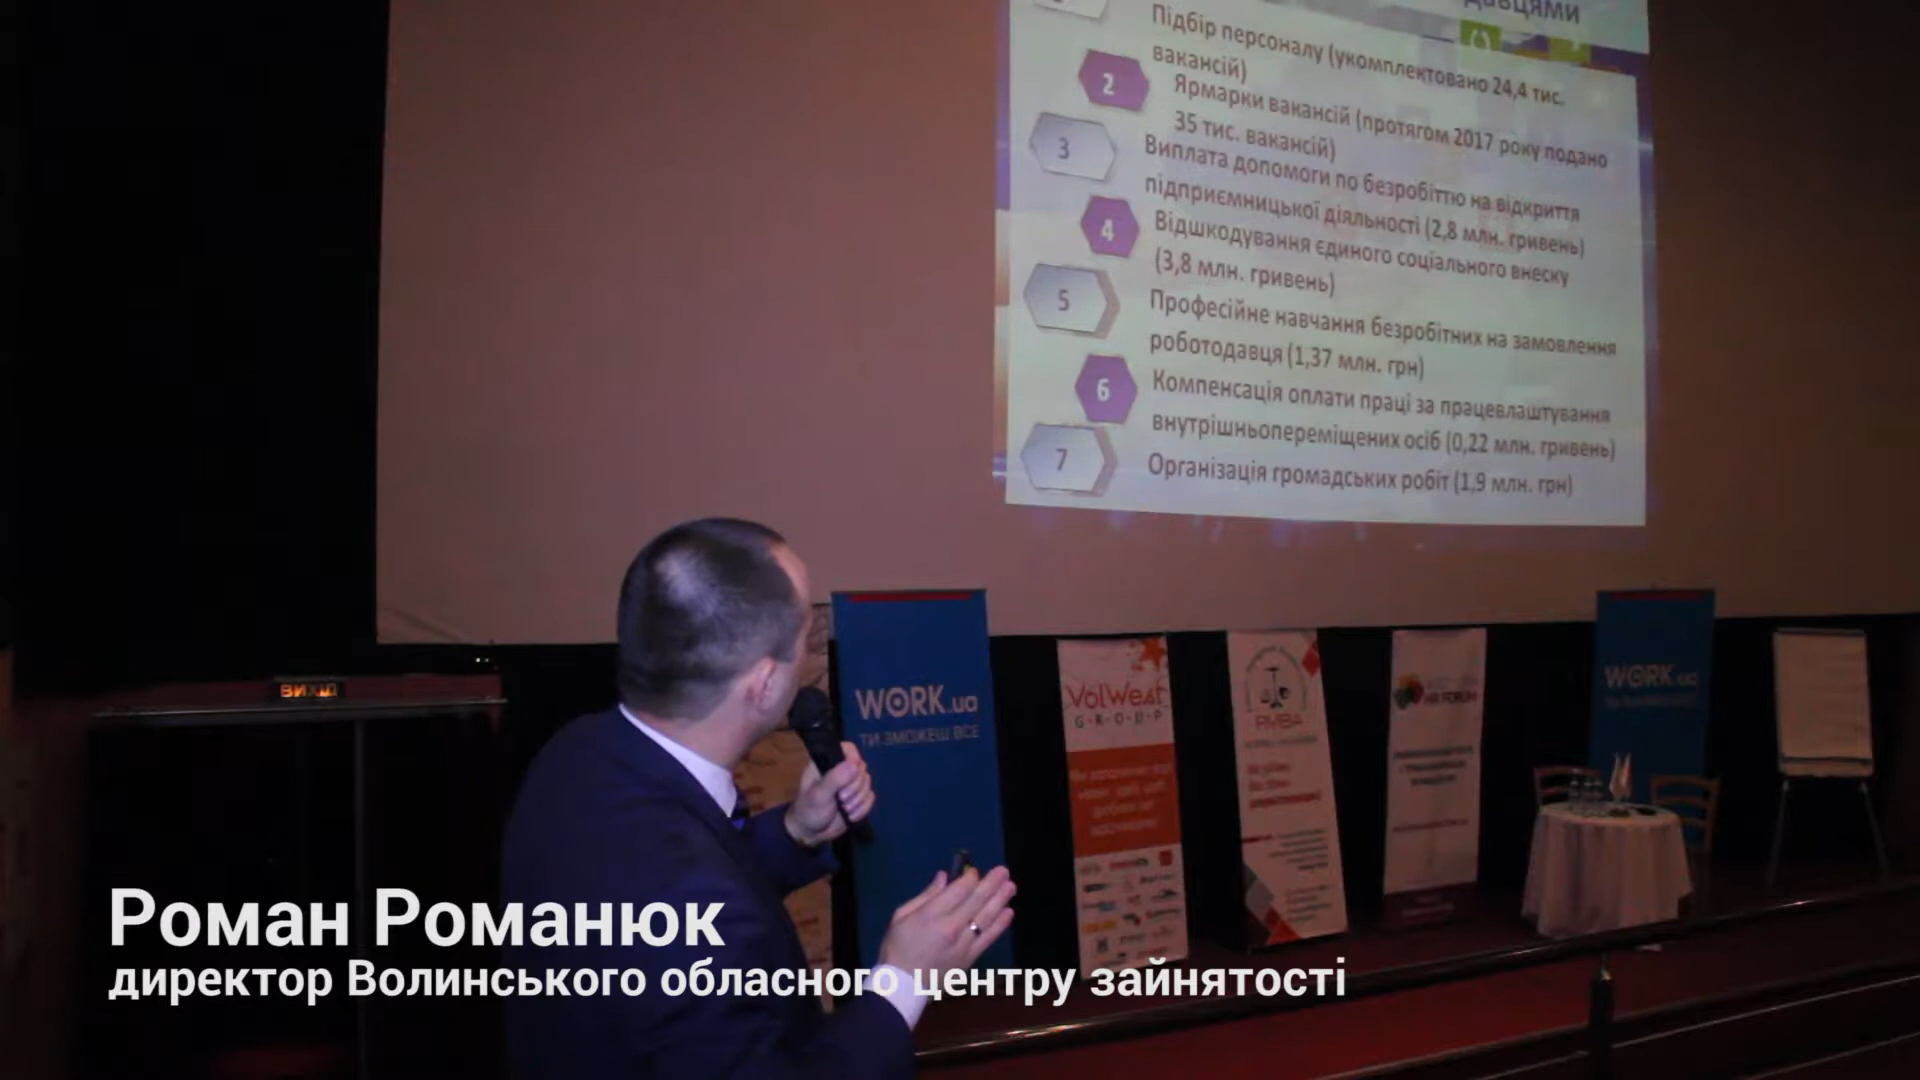 давцями
Підбір персоналу (укомплектовано 24,4 тис.
вакансій)
2
Ярмарки вакансій (протягом 2017 року подано
35 тис. вакансій)
3
Виплата допомоги по безробіттю на відкриття
підприємницької діяльності (2,8 млн. гривень)
4
Відшкодування єдиного соціального внеску
(3,8 млн. гривень)
5
Професійне навчання безробітних на замовлення
роботодавця (1,37 млн. грн)
6
Компенсація оплати праці за працевлаштування
внутрішньопереміщених осіб (0,22 млн. гривень)
7
Організація громадських робіт (1,9 млн. грн)
ВИХІД
WORK.ua
ТИ ЗМОЖЕШ ВСЕ
VolWest
G·R·O·U·P
HR FORUM
WORK.ua
Роман Романюк
директор Волинського обласного центру зайнятості